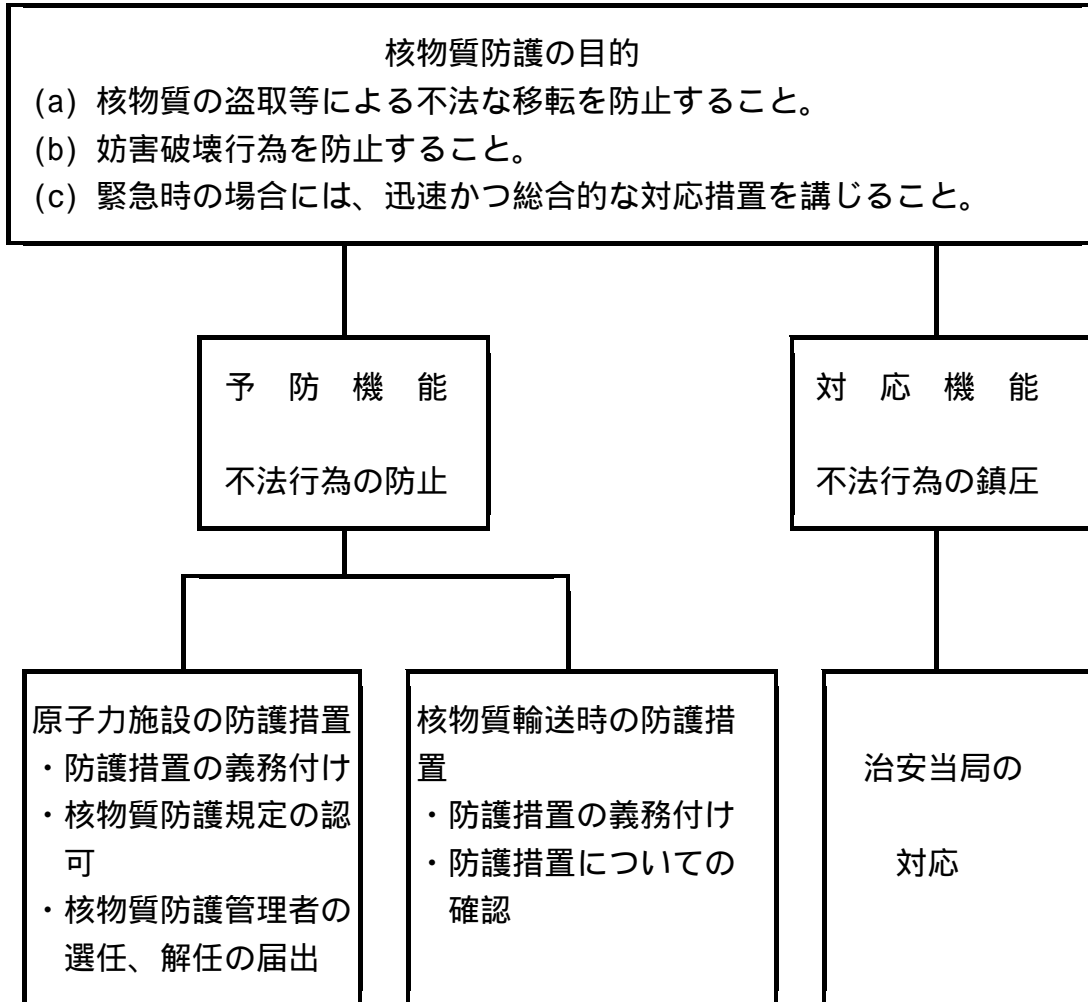 核物質防護の目的
(a) 核物質の盗取等による不法な移転を防止すること。
(b) 妨害破壊行為を防止すること。
(c) 緊急時の場合には、迅速かつ総合的な対応措置を講じること。
予 防 機 能
不法行為の防止
対 応 機 能
不法行為の鎮圧
原子力施設の防護措置
・防護措置の義務付け
・核物質防護規定の認
可
・核物質防護管理者の
選任、解任の届出
核物質輸送時の防護措
置
・防護措置の義務付け
・防護措置についての
確認
治安当局の
対応